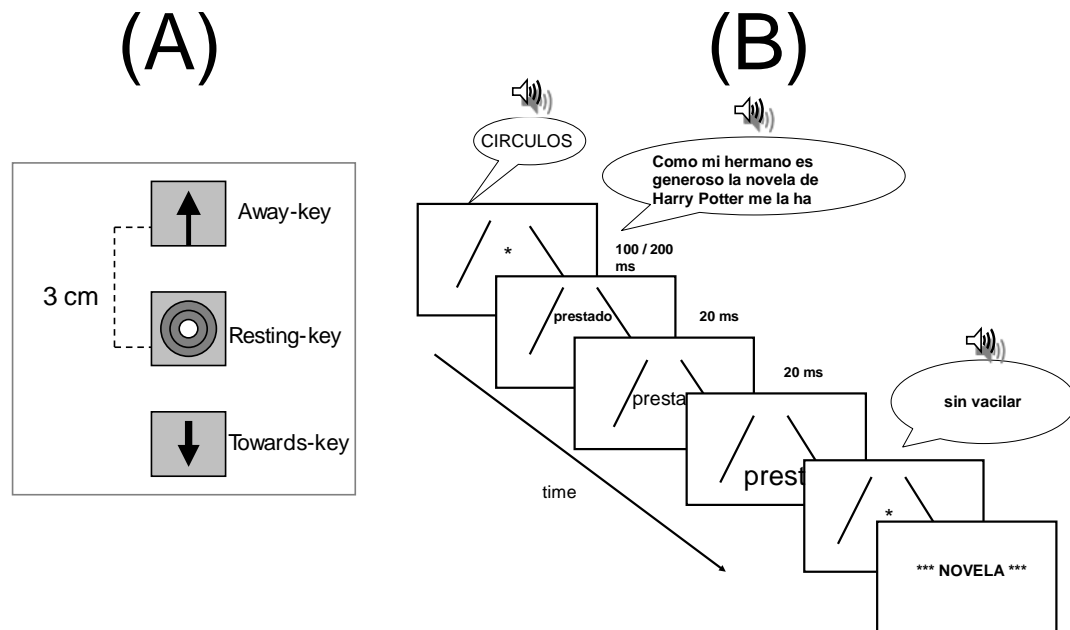 (A)
Away-key
3 cm
Resting-key
Towards-key
(B)
CIRCULOS
Como mi hermano es
generoso la novela de
Harry Potter me la ha
*
100 / 200
ms
prestado
20 ms
presta
20 ms
prest
sin vacilar
*
time
*** NOVELA ***